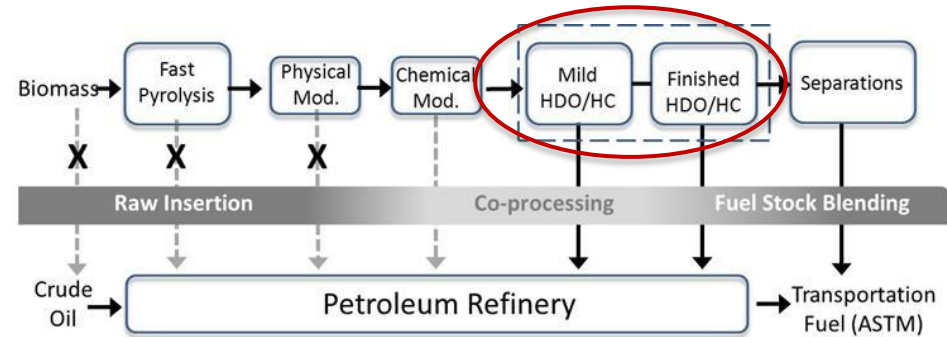 Biomass
Fast
Pyrolysis
Physical
Mod.
Chemical
Mod.
Mild
HDO/HC
Finished
HDO/HC
Separations
X
X
X
Raw Insertion
Co-processing
Fuel Stock Blending
Crude
Oil
Petroleum Refinery
Transportation
Fuel (ASTM)